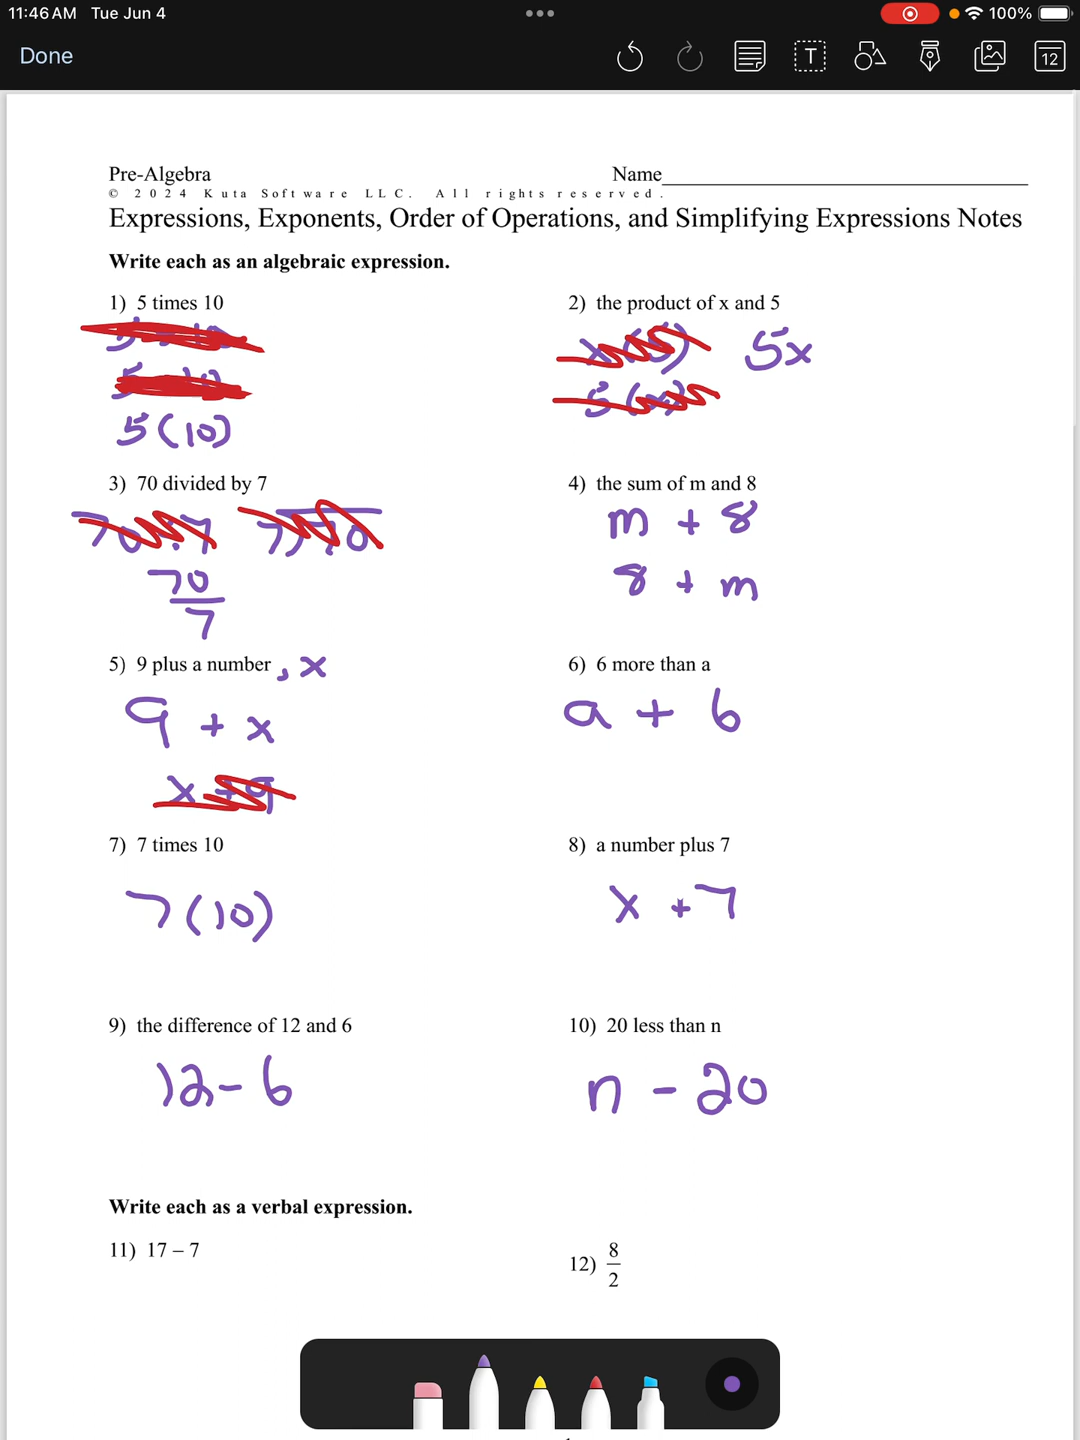 11:46 AM Tue Jun 4
100%
Done
T
12
Pre-Algebra
Name
© 2024 Kuta Software LLC. All rights reserved.
Expressions, Exponents, Order of Operations, and Simplifying Expressions Notes
Write each as an algebraic expression.
1) 5 times 10
5(10)
2) the product of x and 5
x(5) 5x
5(x)
3) 70 divided by 7
70
7
4) the sum of m and 8
m + 8
8 + m
5) 9 plus a number , x
9 + x
x + 9
6) 6 more than a
a + 6
7) 7 times 10
7(10)
8) a number plus 7
x + 7
9) the difference of 12 and 6
12 - 6
10) 20 less than n
n - 20
Write each as a verbal expression.
11) 17 – 7
12) 8
2